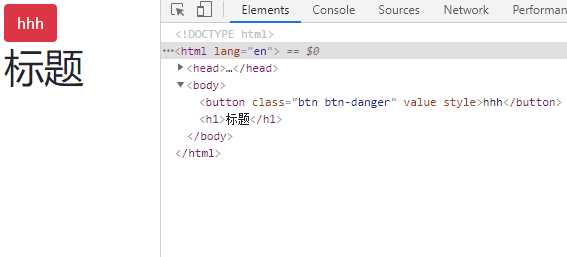 hhh
标题
Elements Console Sources Network Performan
<!DOCTYPE html>
…<html lang="en"> == $0
▶<head>…</head>
▼<body>
<button class="btn btn-danger" value style>hhh</button>
<h1>标题</h1>
</body>
</html>